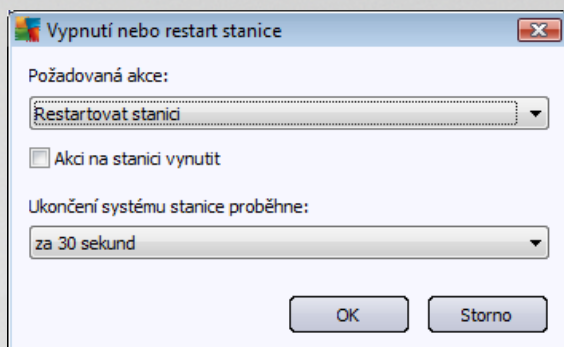 Vypnutí nebo restart stanice
Požadovaná akce:
Restartovat stanici
Akci na stanici vynutit
Ukončení systému stanice proběhne:
za 30 sekund
OK
Storno